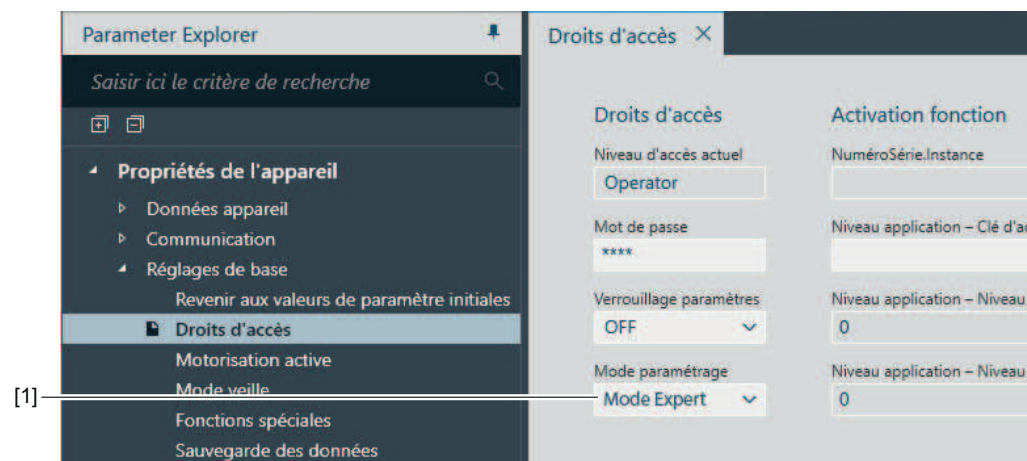 Parameter Explorer
Saisir ici le critère de recherche
Propriétés de l'appareil
Données appareil
Communication
Réglages de base
Revenir aux valeurs de paramètre initiales
Droits d'accès
Motorisation active
Mode veille
Fonctions spéciales
Sauvegarde des données
[1]
Droits d'accès
Droits d'accès
Niveau d'accès actuel
Operator
Mot de passe
****
Verrouillage paramètres
OFF
Mode paramétrage
Mode Expert
Activation fonction
NuméroSérie.Instance
Niveau application – Clé d'ac
Niveau application – Niveau
0
Niveau application – Niveau
0